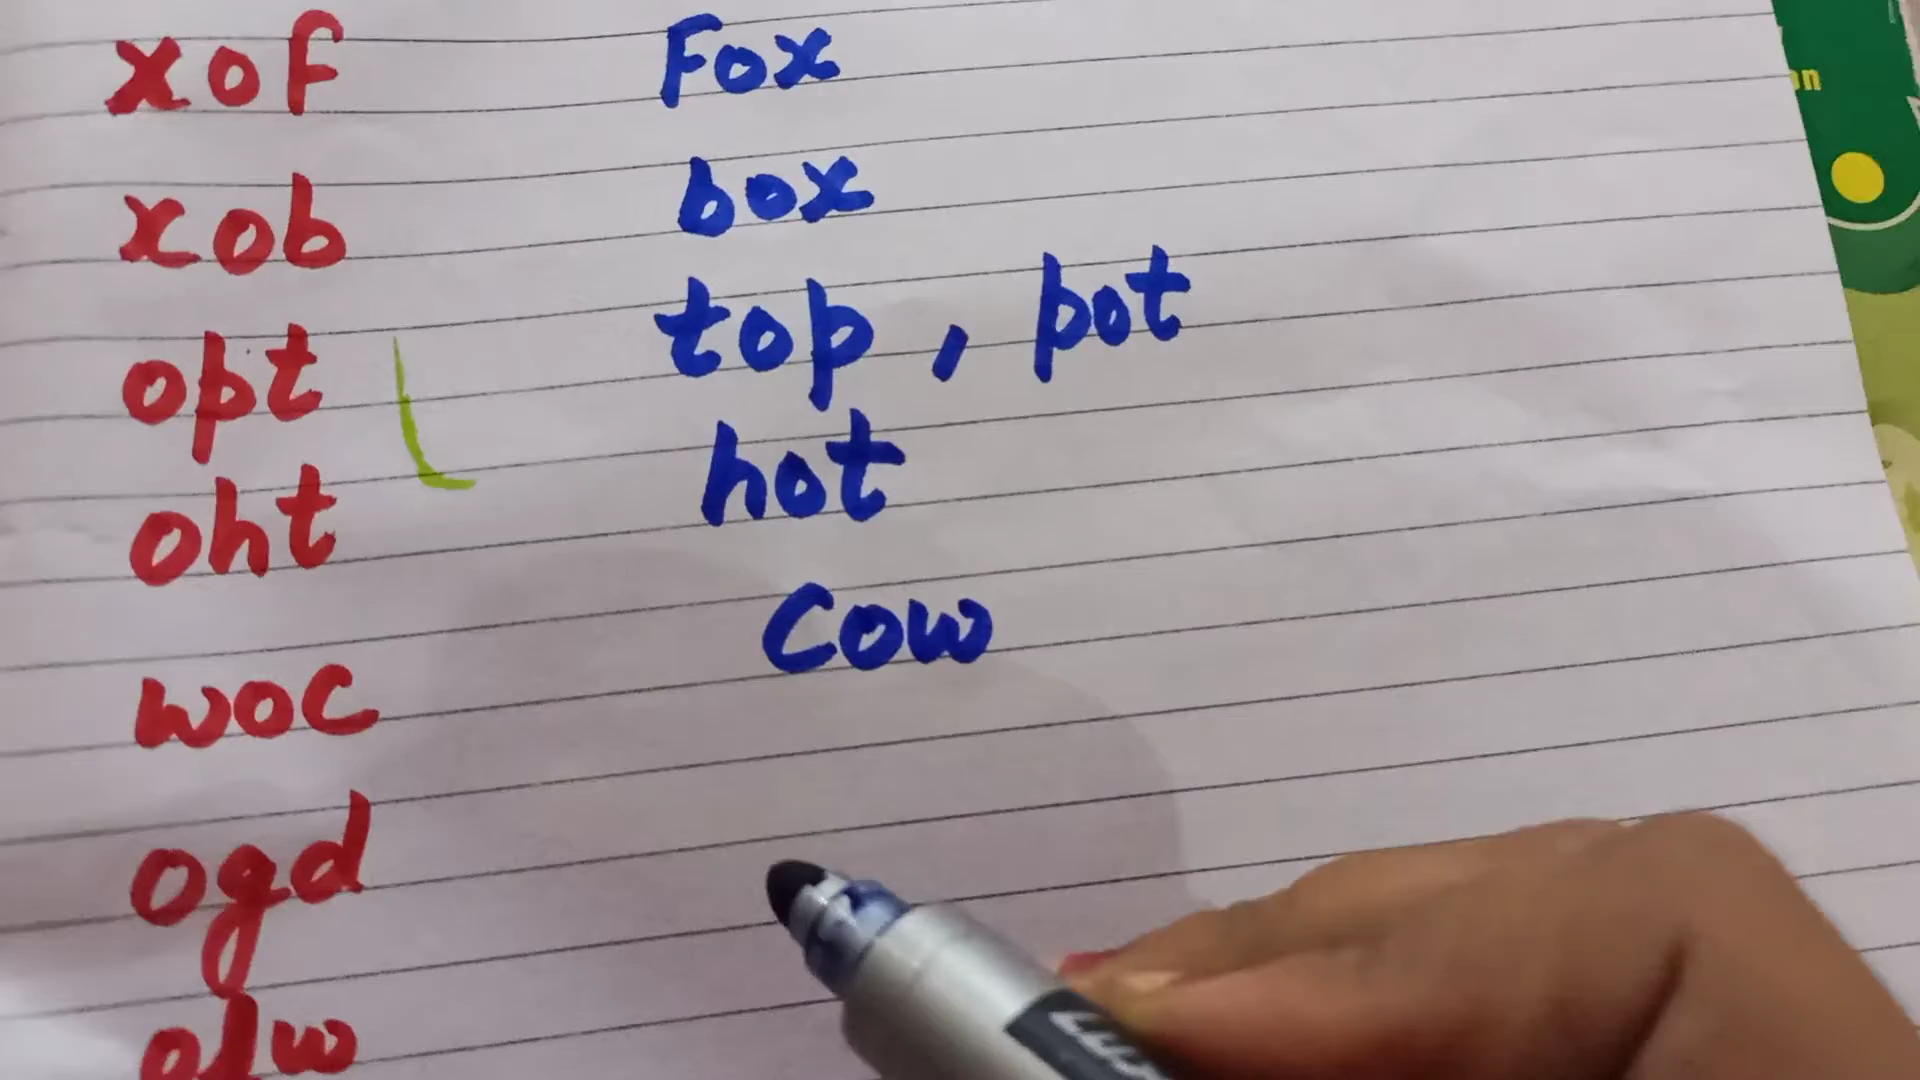 xof Fox
xob box
opt top, pot
oht hot
woc Cow
ogd